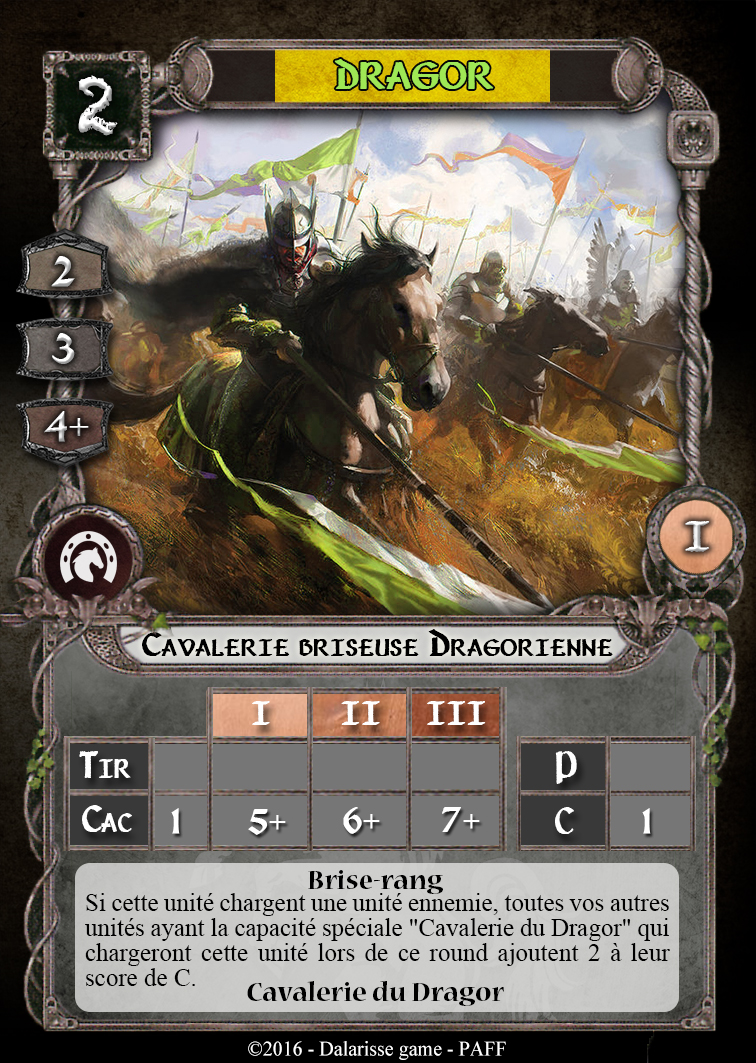 DRAGOR
2
2
3
4+
I
Cavalerie briseuse Dragorienne
I II III
Tir P
Cac 1 5+ 6+ 7+ C 1
Brise-rang
Si cette unité chargent une unité ennemie, toutes vos autres
unités ayant la capacité spéciale "Cavalerie du Dragor" qui
chargeront cette unité lors de ce round ajoutent 2 à leur
score de C.
Cavalerie du Dragor
©2016 - Dalarisse game - PAFF